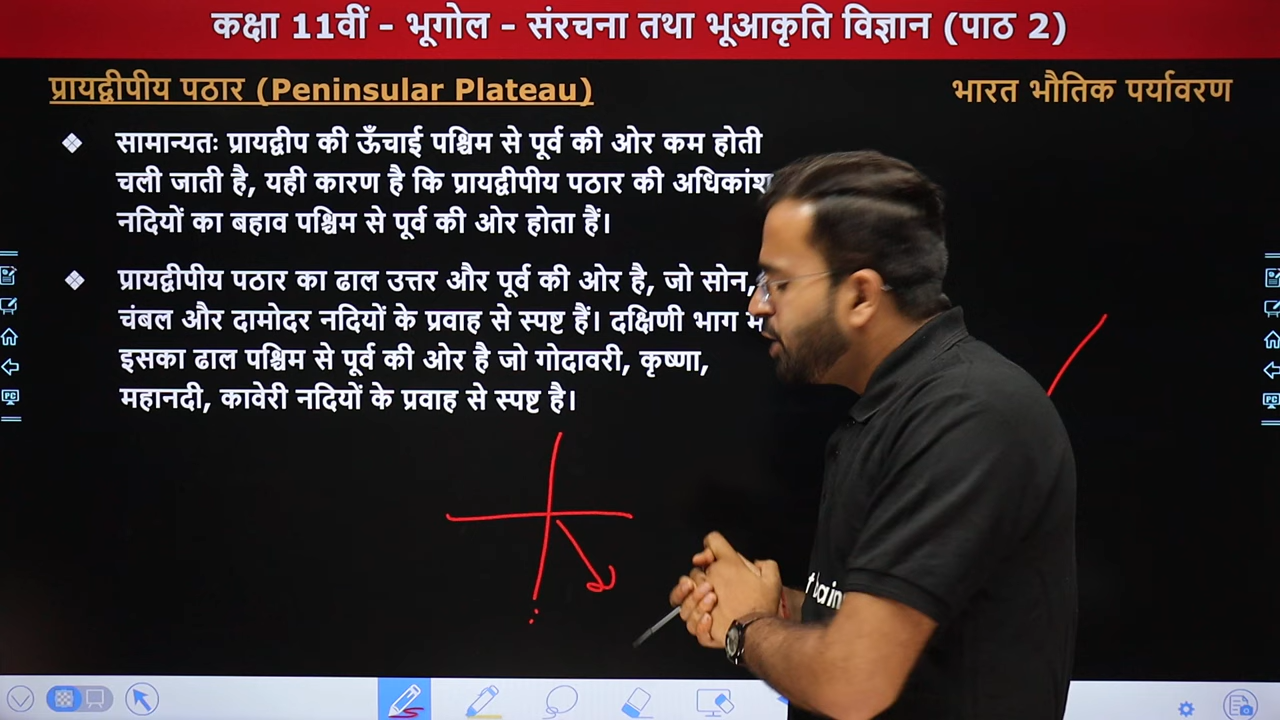 कक्षा 11वीं - भूगोल - संरचना तथा भूआकृति विज्ञान (पाठ 2)
प्रायद्वीपीय पठार (Peninsular Plateau)
भारत भौतिक पर्यावरण
❖ सामान्यतः प्रायद्वीप की ऊँचाई पश्चिम से पूर्व की ओर कम होती
चली जाती है, यही कारण है कि प्रायद्वीपीय पठार की अधिकांश
नदियों का बहाव पश्चिम से पूर्व की ओर होता हैं।
❖ प्रायद्वीपीय पठार का ढाल उत्तर और पूर्व की ओर है, जो सोन,
चंबल और दामोदर नदियों के प्रवाह से स्पष्ट हैं। दक्षिणी भाग
इसका ढाल पश्चिम से पूर्व की ओर है जो गोदावरी, कृष्णा,
महानदी, कावेरी नदियों के प्रवाह से स्पष्ट है।
PC
PC